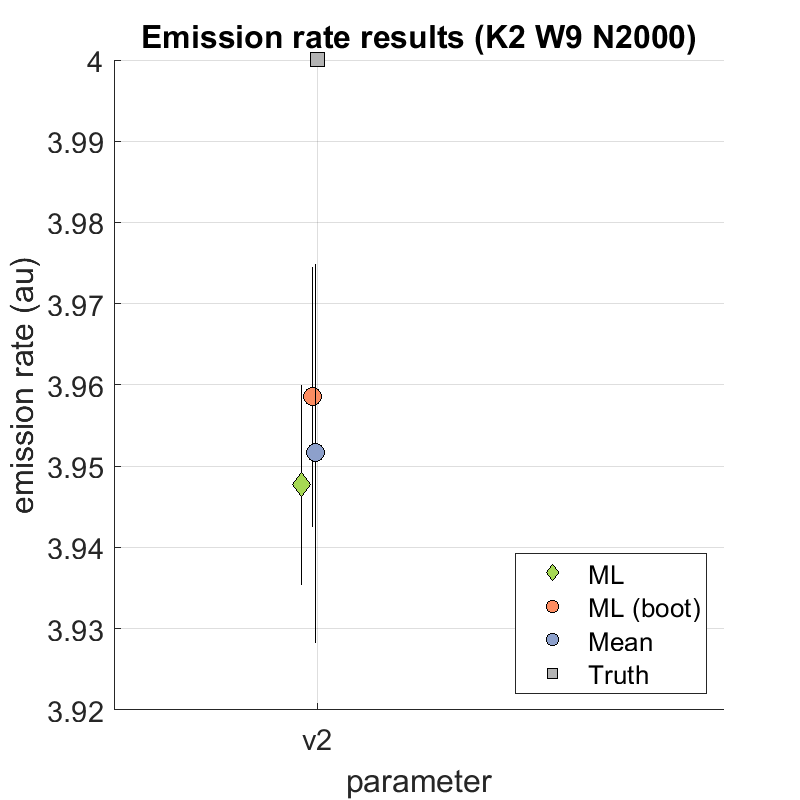 Emission rate results (K2 W9 N2000)
4
3.99
3.98
3.97
3.96
3.95
3.94
3.93
3.92
emission rate (au)
v2
parameter
ML
ML (boot)
Mean
Truth